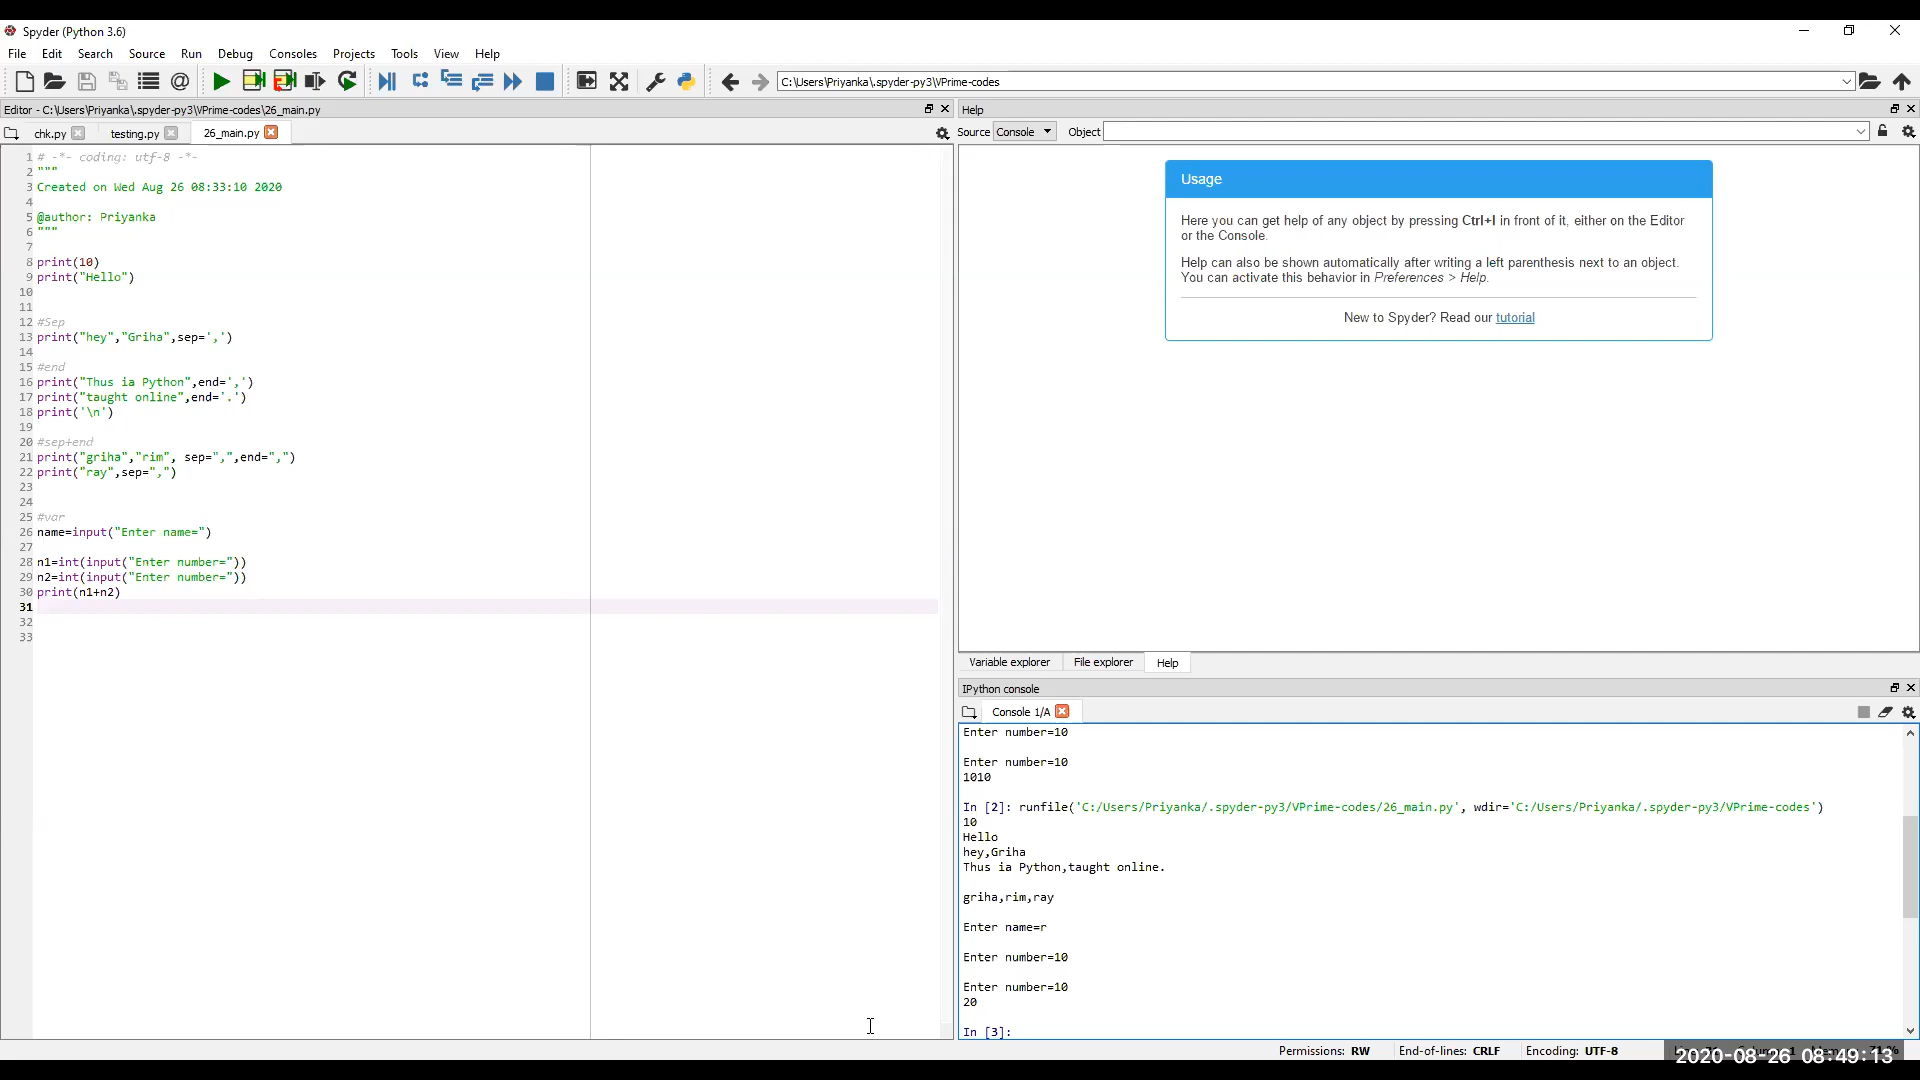 Spyder (Python 3.6)
File Edit Search Source Run Debug Consoles Projects Tools View Help
C:\Users\Priyanka\.spyder-py3\VPrime-codes
Editor - C:\Users\Priyanka\.spyder-py3\VPrime-codes\26_main.py
Help
chk.py testing.py 26_main.py
Source Console Object
1 # -*- coding: utf-8 -*-
2 """
3 Created on Wed Aug 26 08:33:10 2020
4
5 @author: Priyanka
6 """
7
8 print(10)
9 print("Hello")
10
11
12 #Sep
13 print("hey","Griha",sep=',')
14
15 #end
16 print("Thus ia Python",end=',')
17 print("taught online",end='.')
18 print('\n')
19
20 #sep+end
21 print("griha","rim", sep=",",end=",")
22 print("ray",sep=",")
23
24
25 #var
26 name=input("Enter name=")
27
28 n1=int(input("Enter number="))
29 n2=int(input("Enter number="))
30 print(n1+n2)
31
32
33
Usage
Here you can get help of any object by pressing Ctrl+I in front of it, either on the Editor
or the Console.
Help can also be shown automatically after writing a left parenthesis next to an object.
You can activate this behavior in Preferences > Help.
New to Spyder? Read our tutorial
Variable explorer File explorer Help
IPython console
Console 1/A
Enter number=10
Enter number=10
1010
In [2]: runfile('C:/Users/Priyanka/.spyder-py3/VPrime-codes/26_main.py', wdir='C:/Users/Priyanka/.spyder-py3/VPrime-codes')
10
Hello
hey,Griha
Thus ia Python,taught online.
griha,rim,ray
Enter name=r
Enter number=10
Enter number=10
20
In [3]:
Permissions: RW End-of-lines: CRLF Encoding: UTF-8
2020-08-26 08:49:13